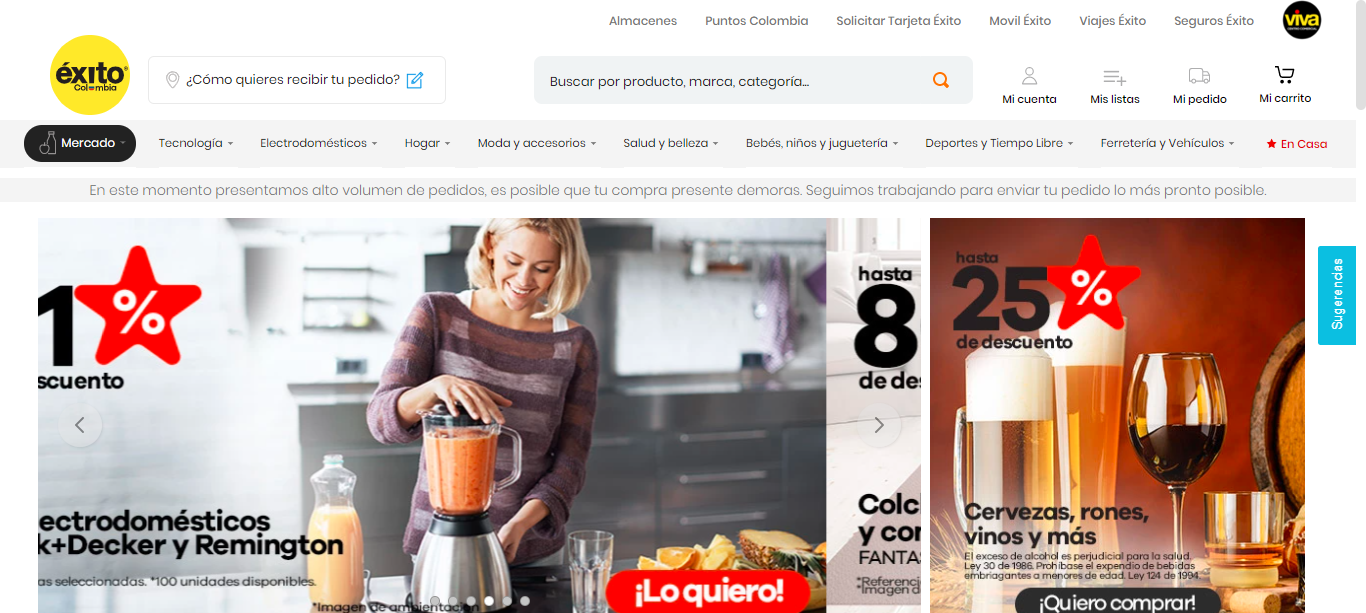 Almacenes
Puntos Colombia
Solicitar Tarjeta Éxito
Movil Éxito
Viajes Éxito
Seguros Éxito
viva
éxito
Colombia
¿Cómo quieres recibir tu pedido?
Buscar por producto, marca, categoría...
Mi cuenta
Mis listas
Mi pedido
Mi carrito
Mercado
Tecnología
Electrodomésticos
Hogar
Moda y accesorios
Salud y belleza
Bebés, niños y juguetería
Deportes y Tiempo Libre
Ferretería y Vehículos
En Casa
En este momento presentamos alto volumen de pedidos, es posible que tu compra presente demoras. Seguimos trabajando para enviar tu pedido lo más pronto posible.
1 %
scuento
ectrodomésticos
k+Decker y Remington
as seleccionadas. *100 unidades disponibles.
*Imagen de ambientación
¡Lo quiero!
hasta
8
de des
Colc
y cor
FANTAS
*Referenci
*Imagen d
hasta
25 %
de descuento
Cervezas, rones,
vinos y más
El exceso de alcohol es perjudicial para la salud.
Ley 30 de 1986. Prohíbase el expendio de bebidas
embriagantes a menores de edad. Ley 124 de 1994.
¡Quiero comprar!
Sugerencias